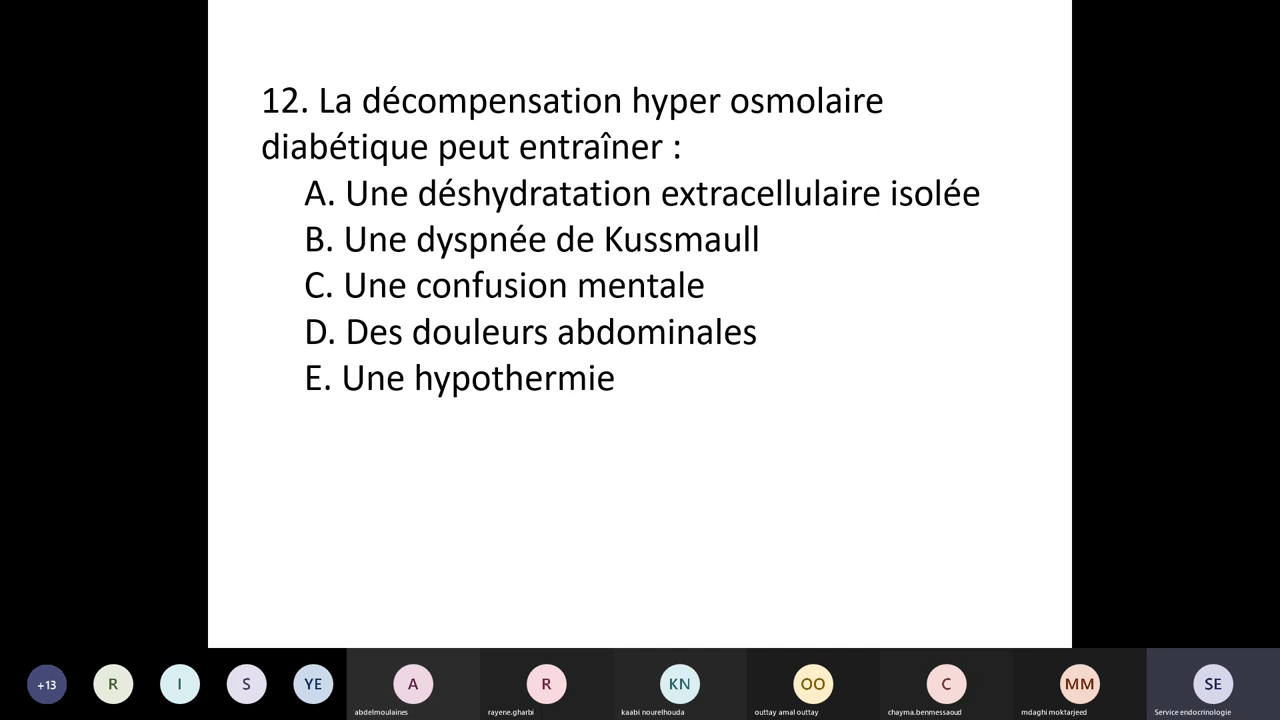 12. La décompensation hyper osmolaire
diabétique peut entraîner :
A. Une déshydratation extracellulaire isolée
B. Une dyspnée de Kussmaull
C. Une confusion mentale
D. Des douleurs abdominales
E. Une hypothermie
+13
R
I
S
YE
A
R
KN
OO
C
MM
SE
abdelmoulaines
rayene.gharbi
kaabi nourelhouda
outtay amal outtay
chayma.benmessaoud
mdaghi moktarjeed
Service endocrinologie